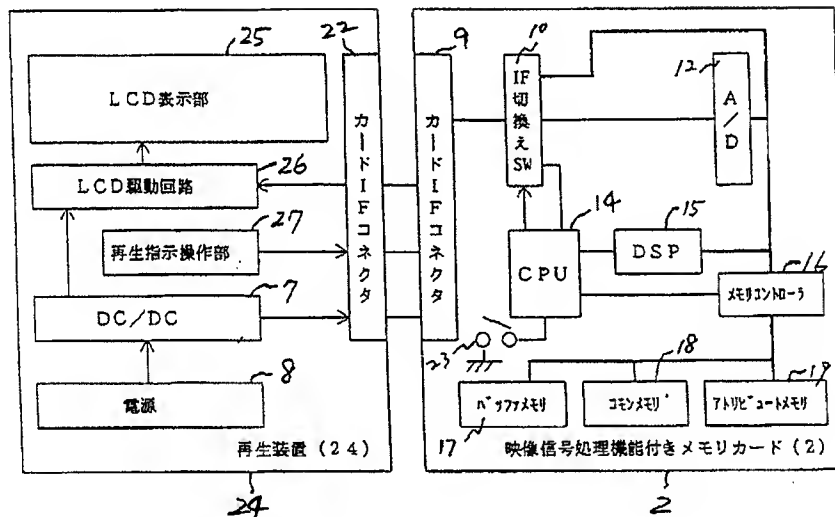 25
LCD表示部
LCD駆動回路
26
再生指示操作部
27
DC/DC
7
電源
8
再生装置(24)
24
22
カードIFコネクタ
9
カードIFコネクタ
10
IF
切換え
SW
12
A/D
14
CPU
15
DSP
16
メモリコントローラ
23
バッファメモリ
17
コモンメモリ
18
アトリビュートメモリ
19
映像信号処理機能付きメモリカード(2)
2